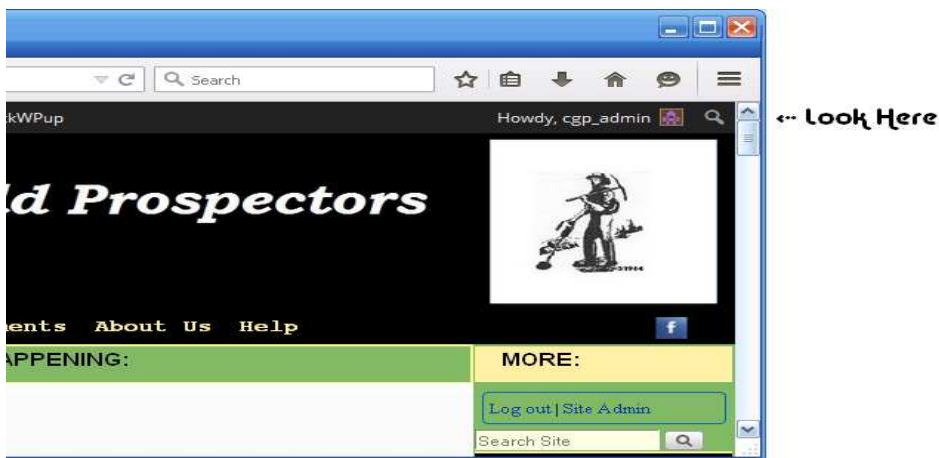 Search
kWPup
Howdy, cgp_admin
Look Here
ld Prospectors
ents About Us Help
f
APPENING:
MORE:
Log out | Site Admin
Search Site